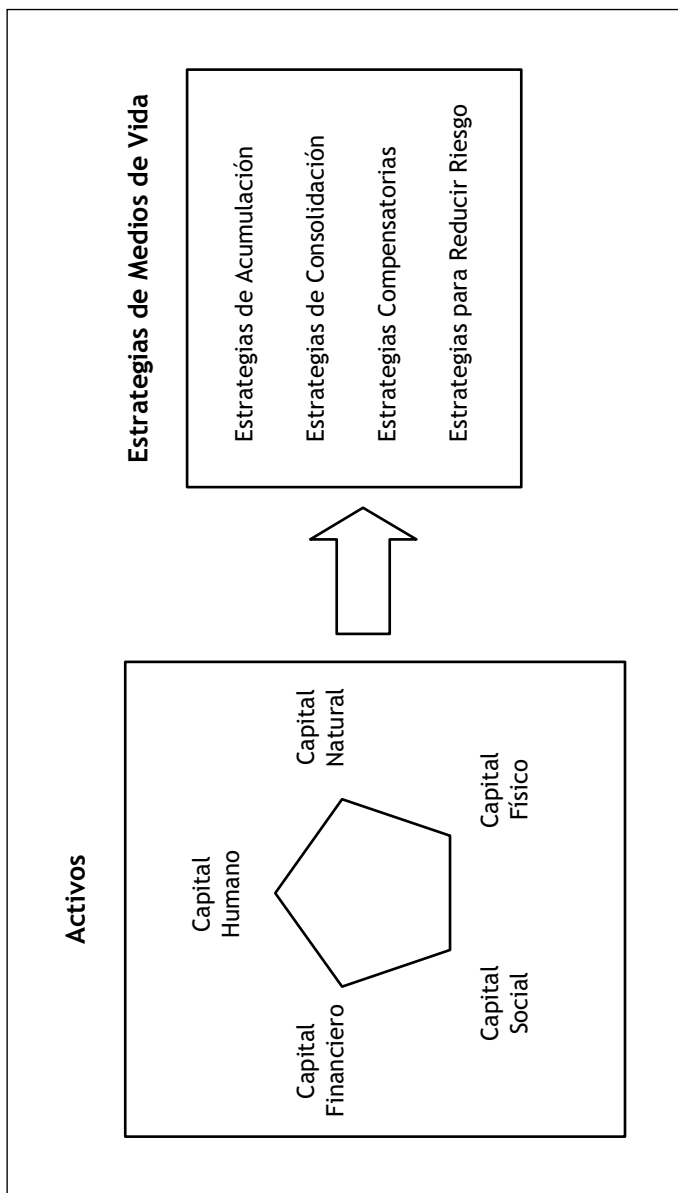 Activos
Capital
Humano
Capital
Financiero
Capital
Natural
Capital
Social
Capital
Físico
Estrategias de Medios de Vida
Estrategias de Acumulación
Estrategias de Consolidación
Estrategias Compensatorias
Estrategias para Reducir Riesgo